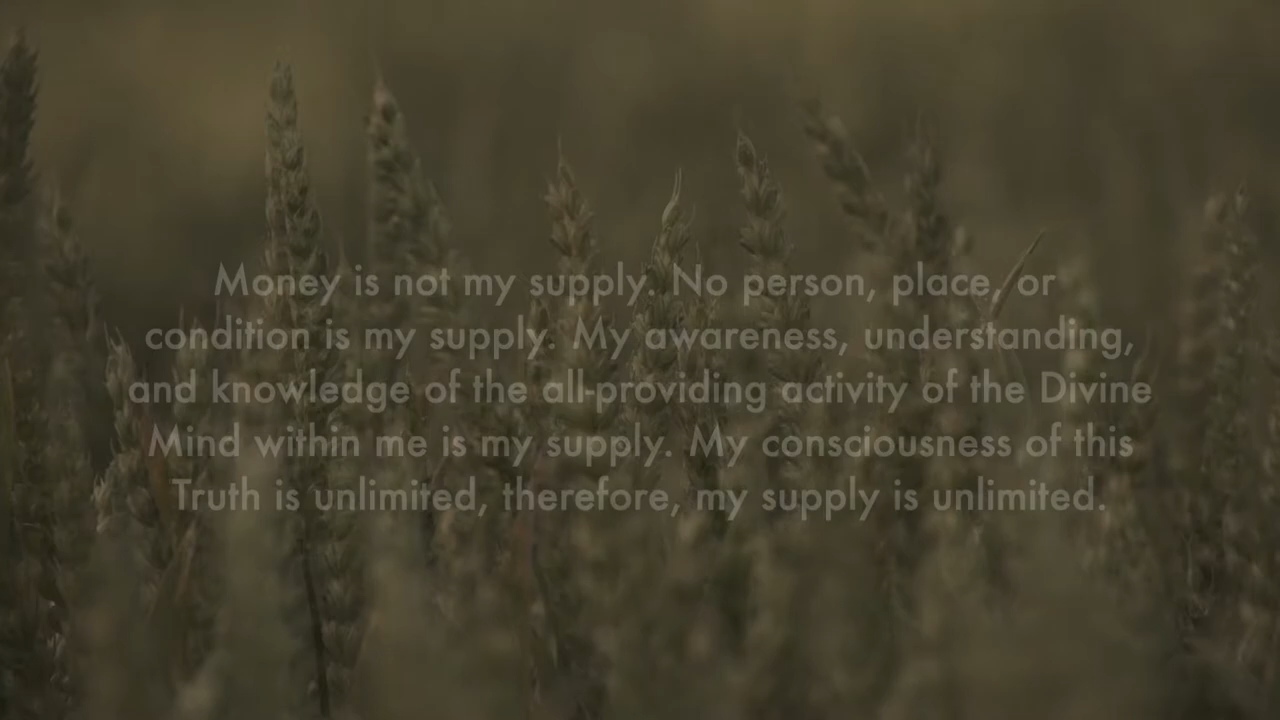 Money is not my supply. No person, place, or
condition is my supply. My awareness, understanding,
and knowledge of the all-providing activity of the Divine
Mind within me is my supply. My consciousness of this
Truth is unlimited, therefore, my supply is unlimited.